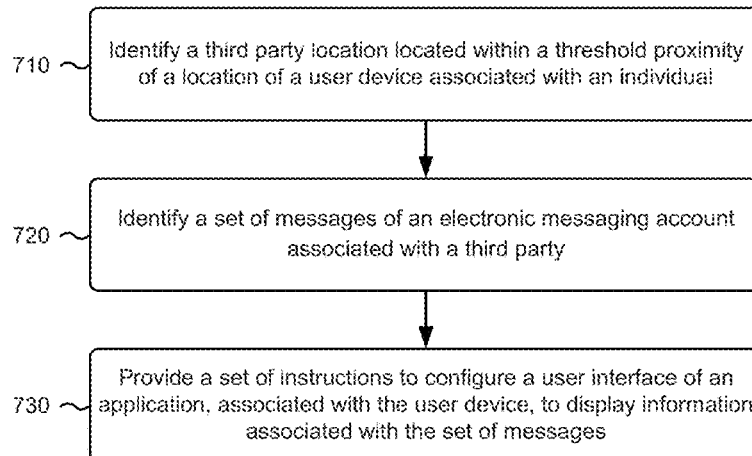 710
Identify a third party location located within a threshold proximity
of a location of a user device associated with an individual
720
Identify a set of messages of an electronic messaging account
associated with a third party
730
Provide a set of instructions to configure a user interface of an
application, associated with the user device, to display information
associated with the set of messages